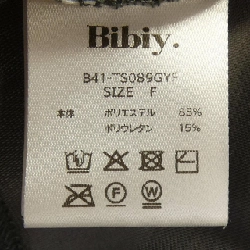 Bibiy.
B41-TS089GYF
SIZE F
本体 ポリエステル 85%
ポリウレタン 15%
F W